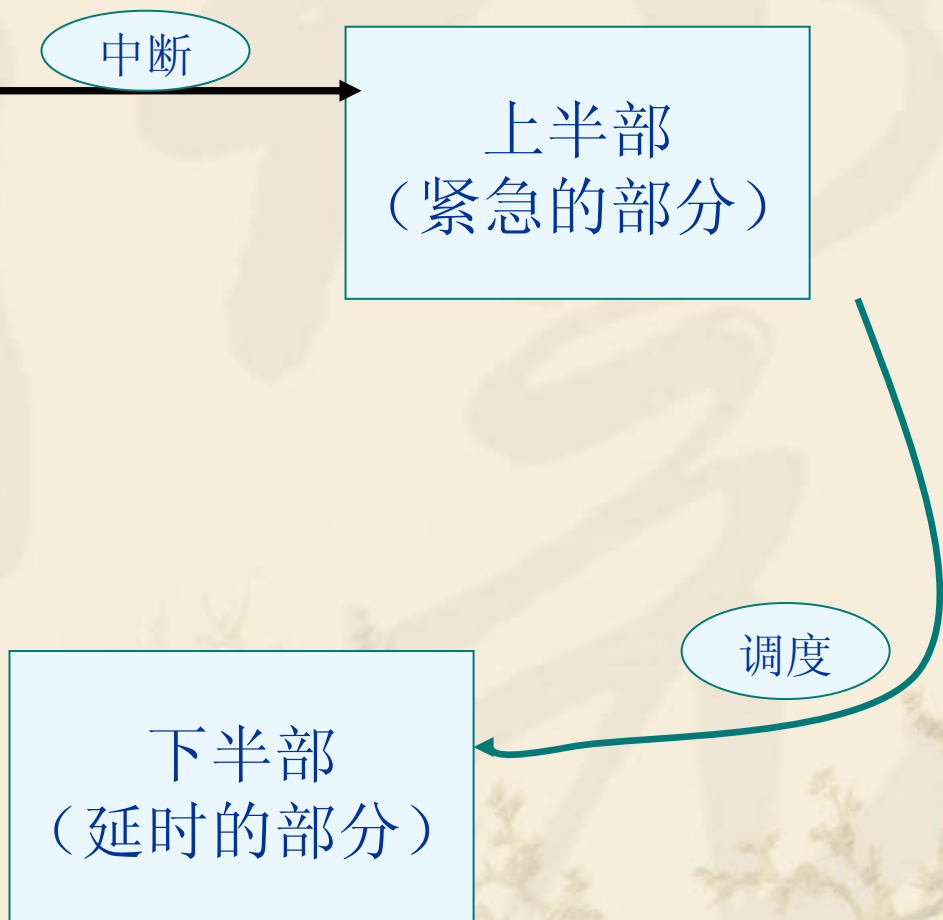 中断
上半部
（紧急的部分）
调度
下半部
（延时的部分）